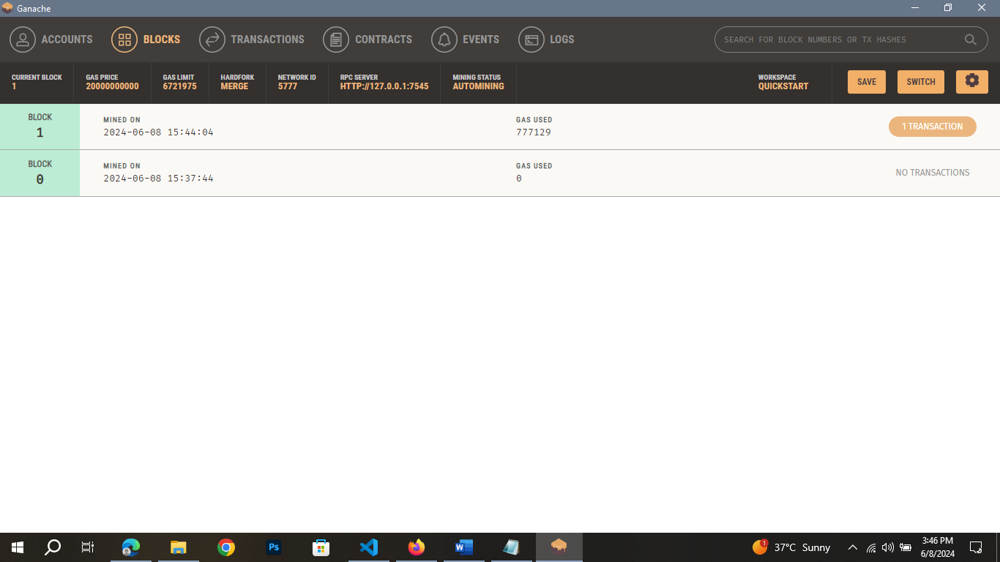 Ganache
ACCOUNTS BLOCKS TRANSACTIONS CONTRACTS EVENTS LOGS SEARCH FOR BLOCK NUMBERS OR TX HASHES
CURRENT BLOCK GAS PRICE GAS LIMIT HARDFORK NETWORK ID RPC SERVER MINING STATUS WORKSPACE
1 20000000000 6721975 MERGE 5777 HTTP://127.0.0.1:7545 AUTOMINING QUICKSTART SAVE SWITCH
BLOCK MINED ON GAS USED
1 2024-06-08 15:44:04 777129 1 TRANSACTION
BLOCK MINED ON GAS USED
0 2024-06-08 15:37:44 0 NO TRANSACTIONS
Ps W 1 37°C Sunny 3:46 PM
6/8/2024